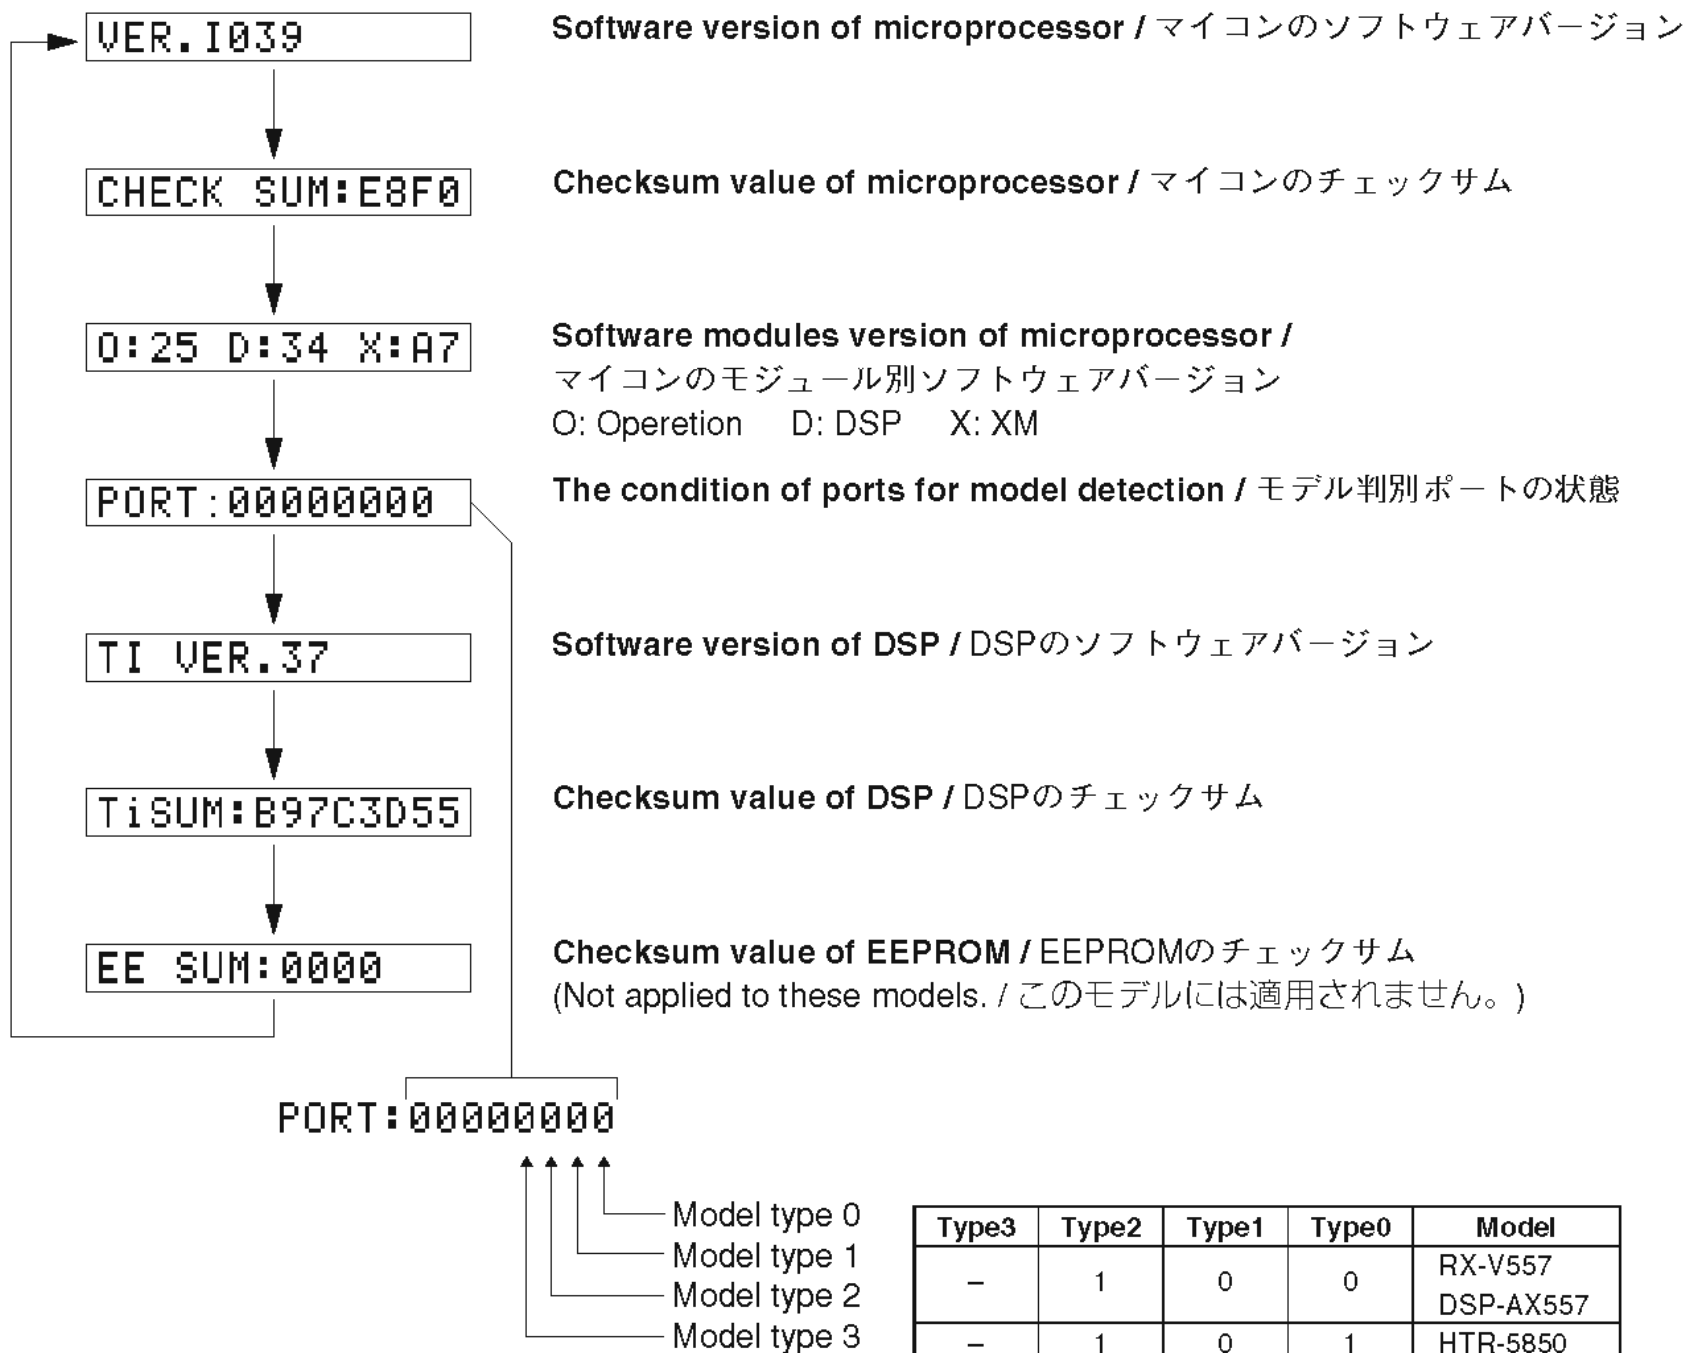 VER.I039
Software version of microprocessor / マイコンのソフトウェアバージョン
CHECK SUM:E8F0
Checksum value of microprocessor / マイコンのチェックサム
O:25 D:34 X:A7
Software modules version of microprocessor /
マイコンのモジュール別ソフトウェアバージョン
O: Operetion D: DSP X: XM
PORT:00000000
The condition of ports for model detection / モデル判別ポートの状態
TI VER.37
Software version of DSP / DSPのソフトウェアバージョン
TiSUM:B97C3D55
Checksum value of DSP / DSPのチェックサム
EE SUM:0000
Checksum value of EEPROM / EEPROMのチェックサム
(Not applied to these models. / このモデルには適用されません。)
PORT:00000000
Model type 0
Model type 1
Model type 2
Model type 3
Type3 Type2 Type1 Type0 Model
– 1 0 0 RX-V557
DSP-AX557
– 1 0 1 HTR-5850